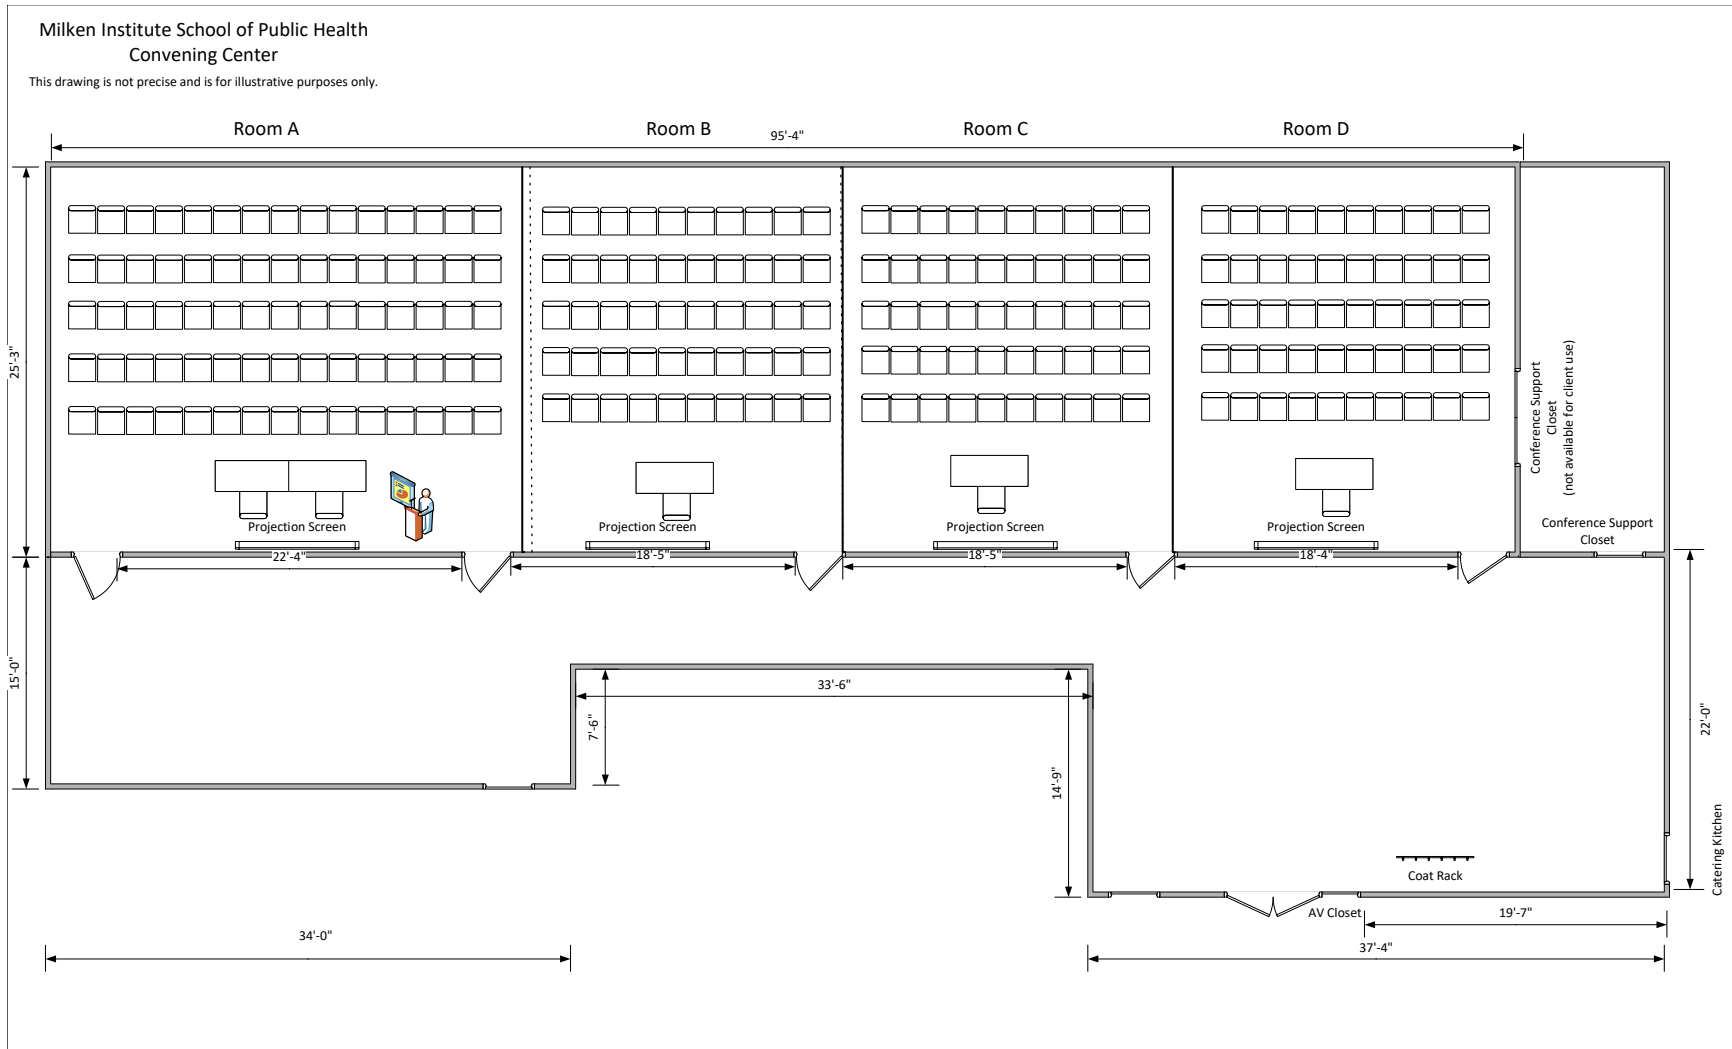 Milken Institute School of Public Health
Convening Center
This drawing is not precise and is for illustrative purposes only.
Room A
Room B
Room C
Room D
95'-4"
25'-3"
Conference Support
Closet
(not available for client use)
Projection Screen
Projection Screen
Projection Screen
Projection Screen
Conference Support
Closet
22'-4"
18'-5"
18'-5"
18'-4"
15'-0"
33'-6"
7'-6"
14'-9"
22'-0"
Catering Kitchen
Coat Rack
AV Closet
19'-7"
34'-0"
37'-4"